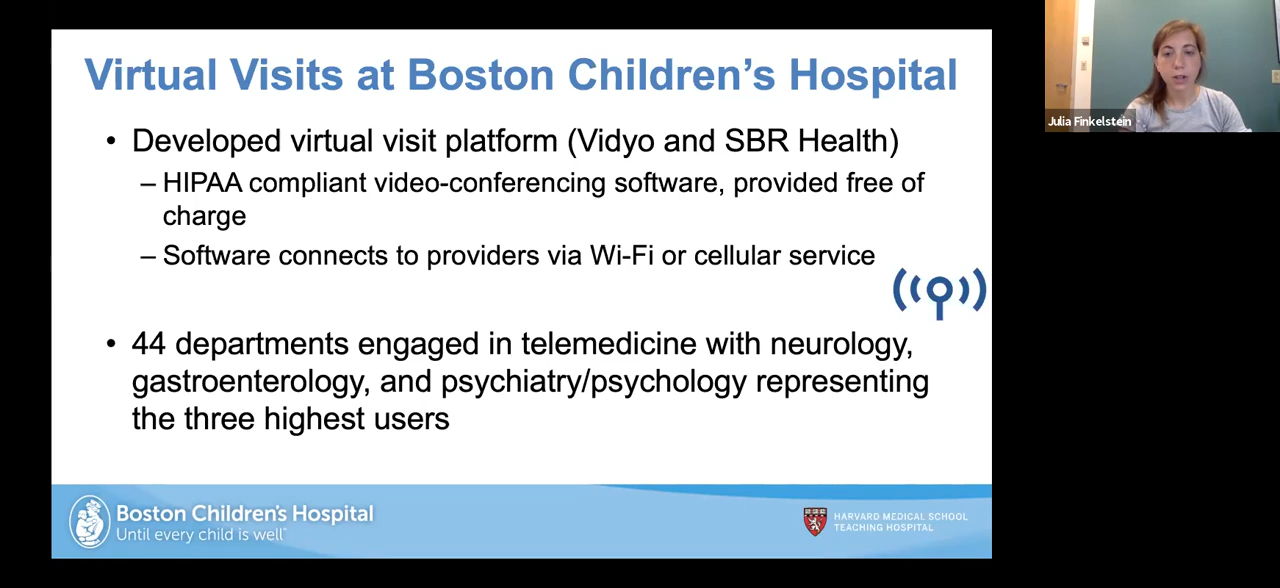 Virtual Visits at Boston Children's Hospital
• Developed virtual visit platform (Vidyo and SBR Health)
– HIPAA compliant video-conferencing software, provided free of
charge
– Software connects to providers via Wi-Fi or cellular service
• 44 departments engaged in telemedicine with neurology,
gastroenterology, and psychiatry/psychology representing
the three highest users
Boston Children's Hospital
Until every child is well™
HARVARD MEDICAL SCHOOL
TEACHING HOSPITAL
Julia Finkelstein